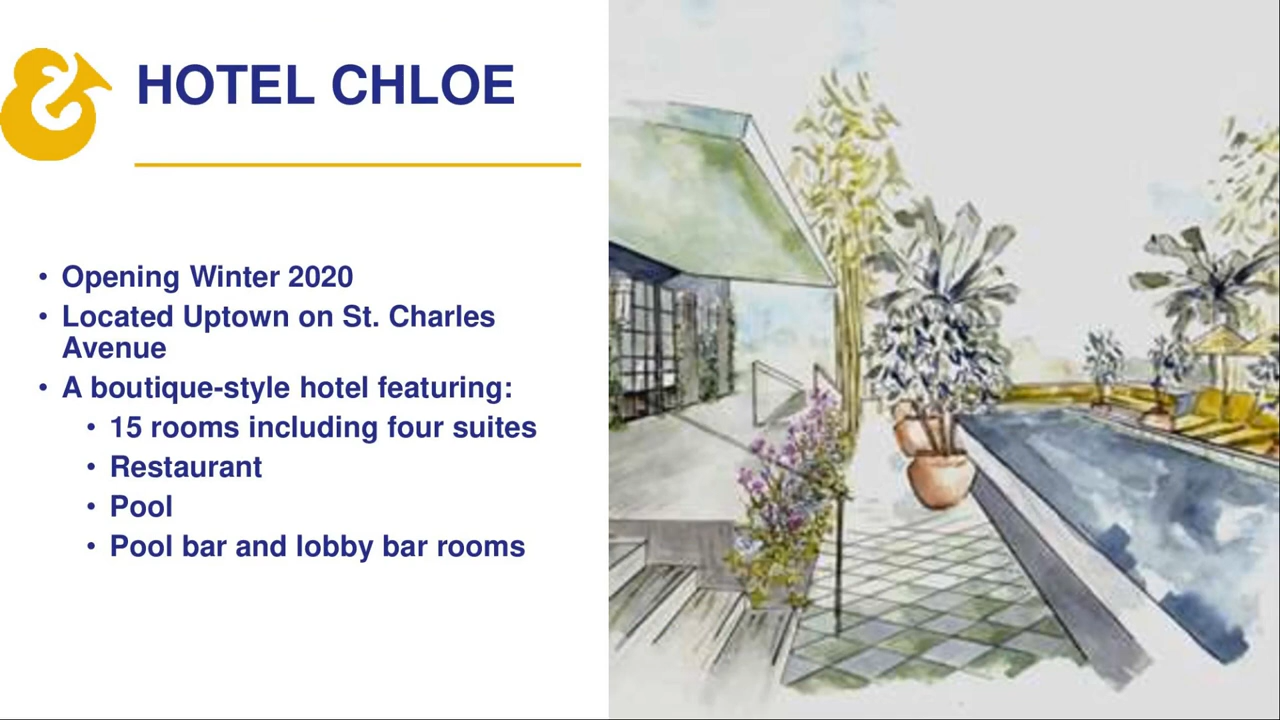 HOTEL CHLOE
• Opening Winter 2020
• Located Uptown on St. Charles
Avenue
• A boutique-style hotel featuring:
• 15 rooms including four suites
• Restaurant
• Pool
• Pool bar and lobby bar rooms